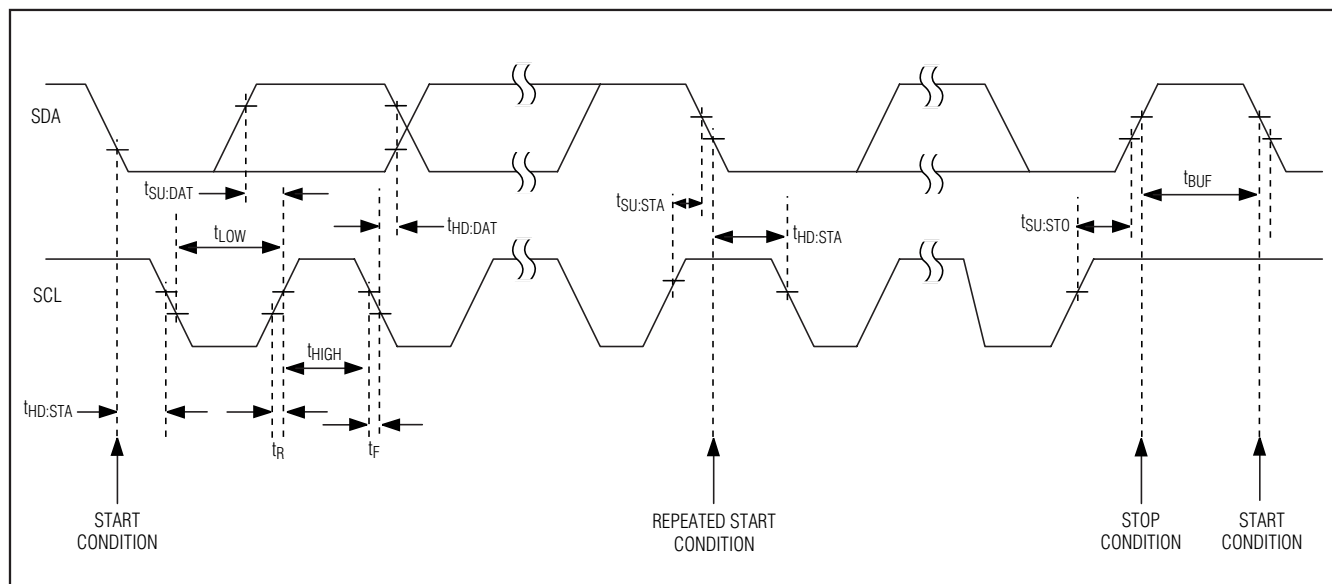 SDA
tSU:DAT
tLOW
tHD:DAT
tSU:STA
tHD:STA
tSU:STO
tBUF
SCL
tHIGH
tHD:STA
tR
tF
START
CONDITION
REPEATED START
CONDITION
STOP
CONDITION
START
CONDITION